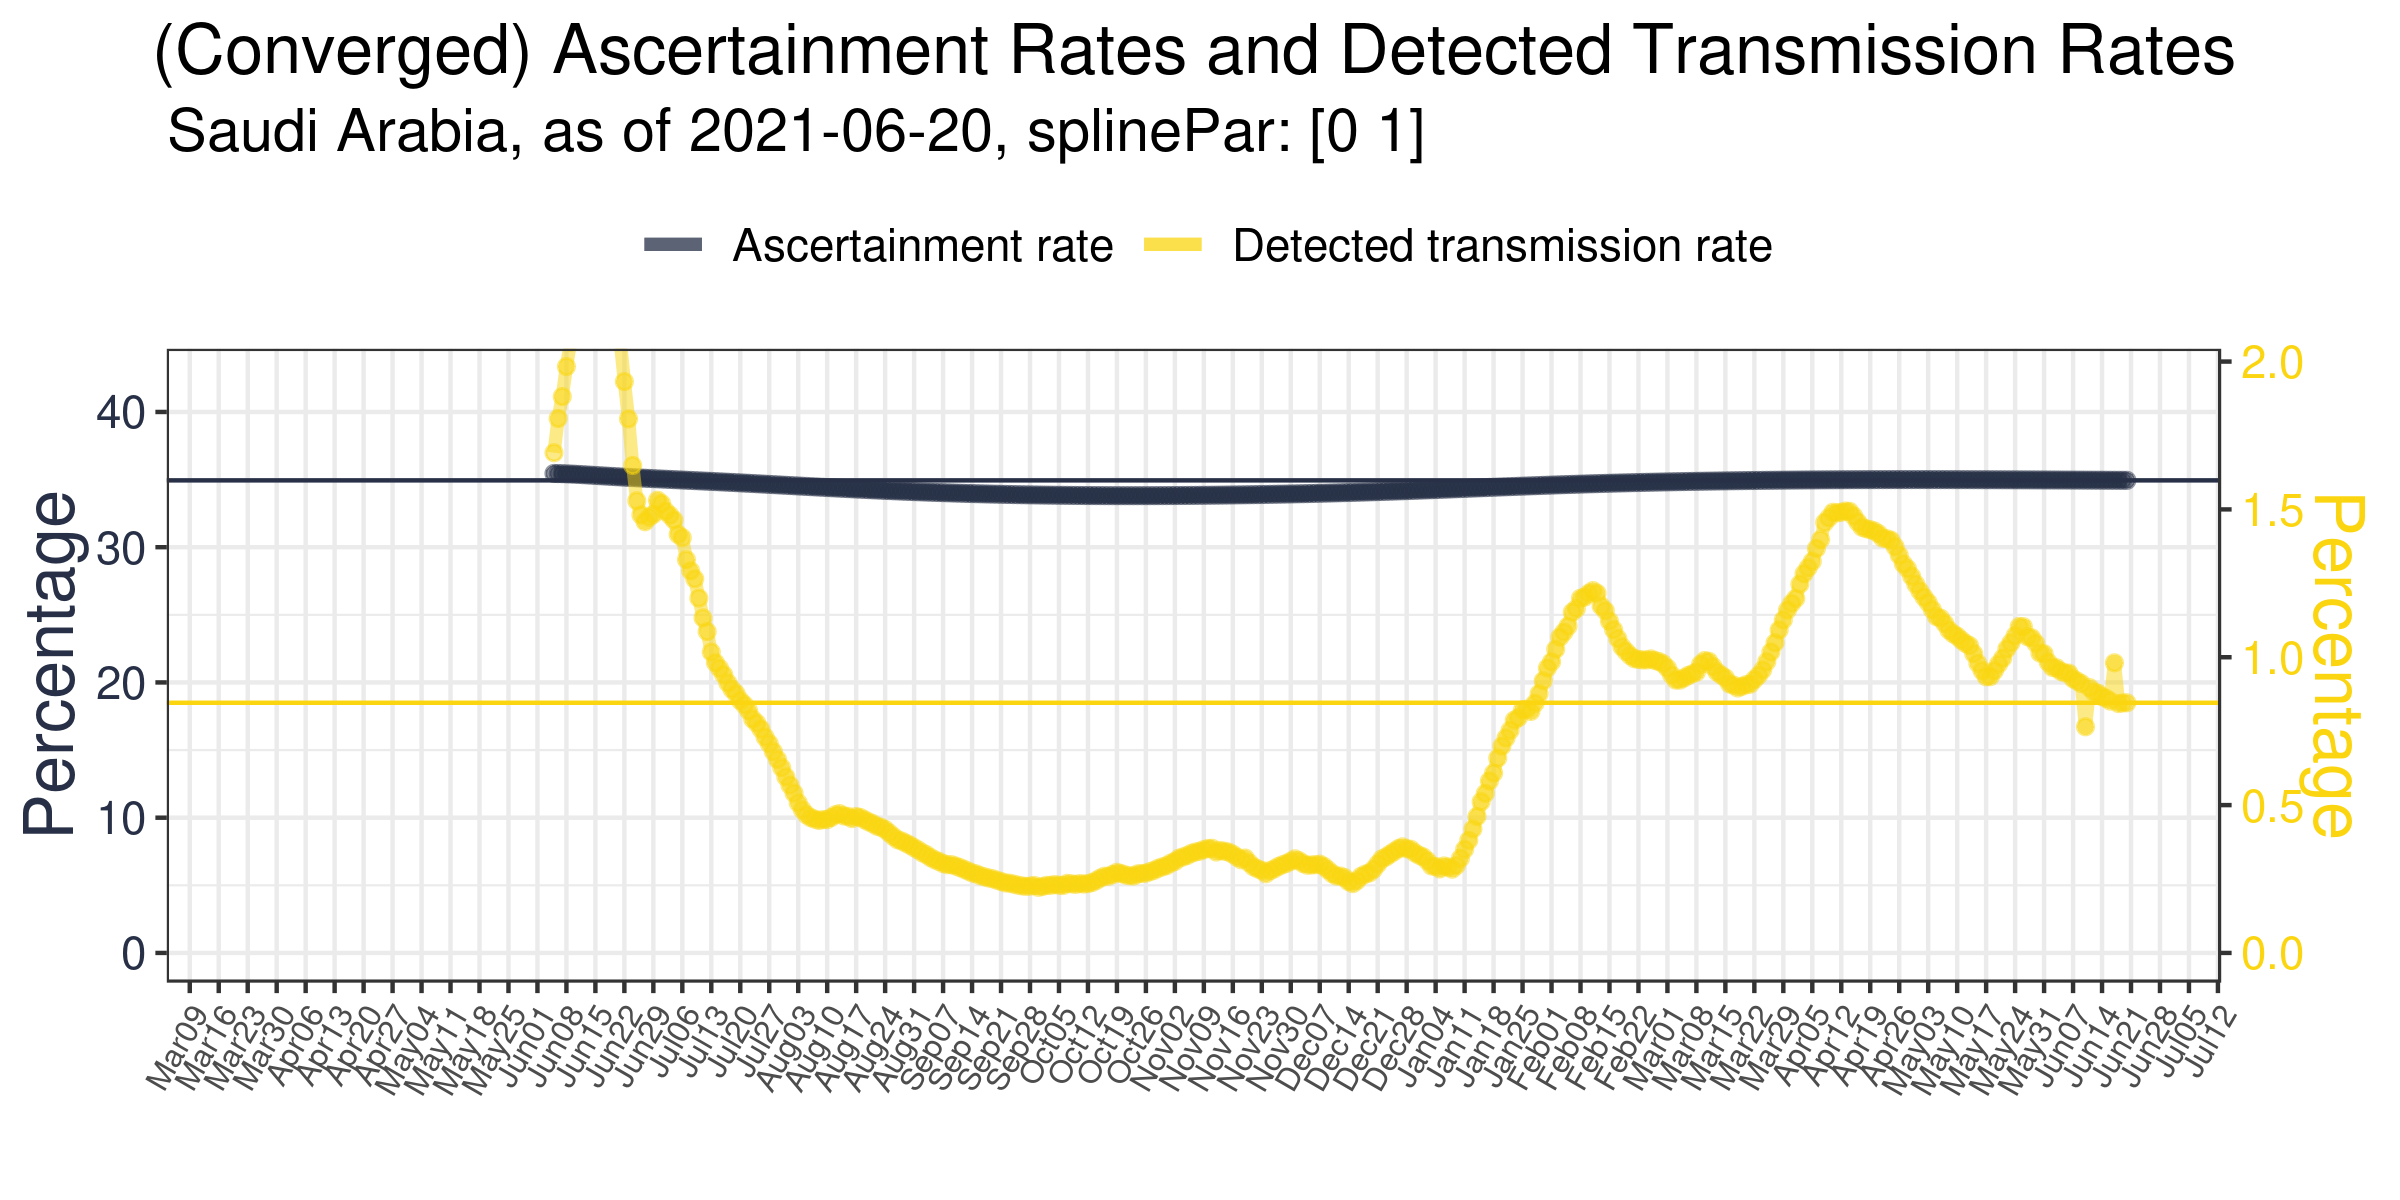 (Converged) Ascertainment Rates and Detected Transmission Rates
Saudi Arabia, as of 2021-06-20, splinePar: [0 1]
Ascertainment rate
Detected transmission rate
Percentage
40
30
20
10
0
2.0
1.5
1.0
0.5
0.0
Percentage
Mar09
Mar16
Mar23
Mar30
Apr06
Apr13
Apr20
Apr27
May04
May11
May18
May25
Jun01
Jun08
Jun15
Jun22
Jun29
Jul06
Jul13
Jul20
Jul27
Aug03
Aug10
Aug17
Aug24
Aug31
Sep07
Sep14
Sep21
Sep28
Oct05
Oct12
Oct19
Oct26
Nov02
Nov09
Nov16
Nov23
Nov30
Dec07
Dec14
Dec21
Dec28
Jan04
Jan11
Jan18
Jan25
Feb01
Feb08
Feb15
Feb22
Mar01
Mar08
Mar15
Mar22
Mar29
Apr05
Apr12
Apr19
Apr26
May03
May10
May17
May24
May31
Jun07
Jun14
Jun21
Jun28
Jul05
Jul12